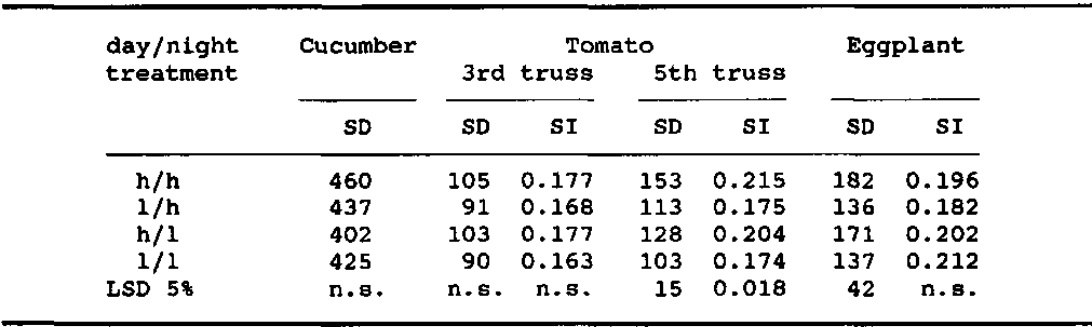 day/night Cucumber Tomato Eggplant
treatment 3rd truss 5th truss
SD SD SI SD SI SD SI
h/h 460 105 0.177 153 0.215 182 0.196
l/h 437 91 0.168 113 0.175 136 0.182
h/l 402 103 0.177 128 0.204 171 0.202
l/l 425 90 0.163 103 0.174 137 0.212
LSD 5% n.s. n.s. n.s. 15 0.018 42 n.s.